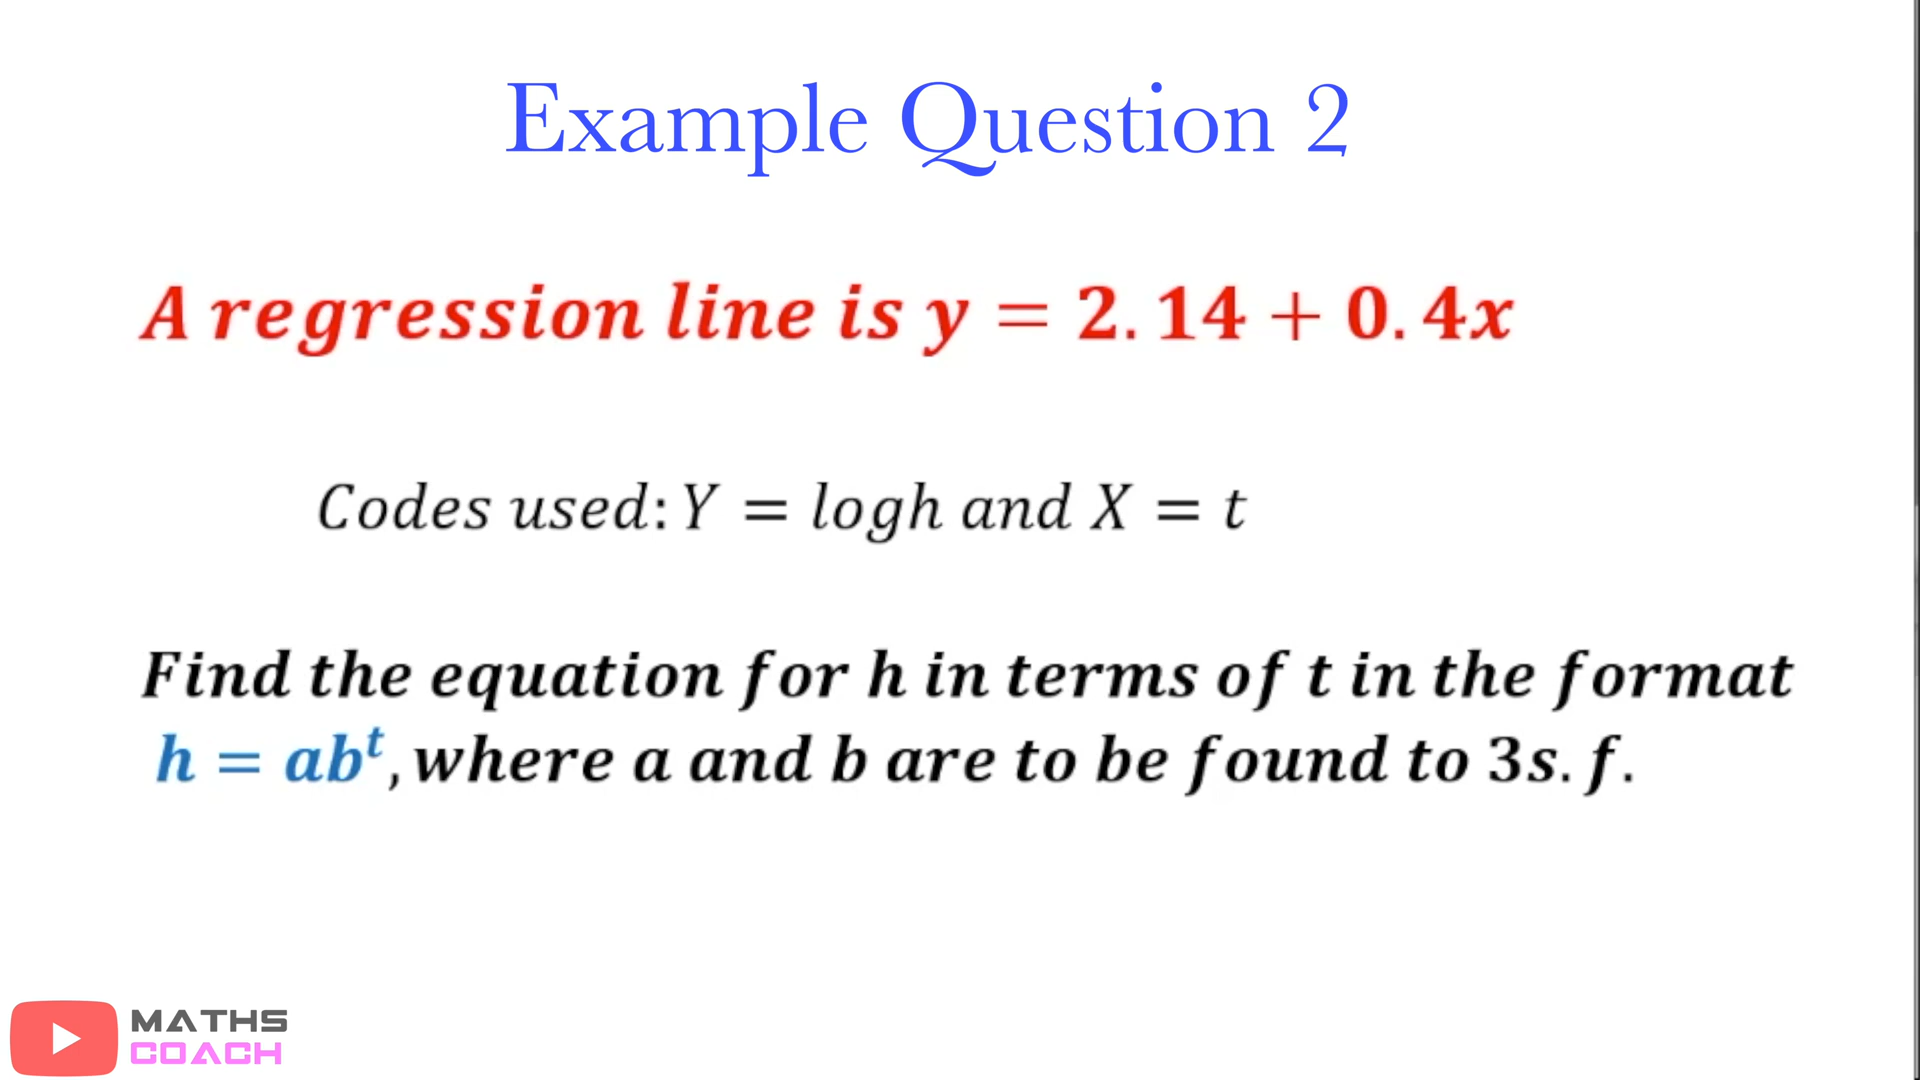 Example Question 2
A regression line is y = 2.14 + 0.4x
Codes used: Y = logh and X = t
Find the equation for h in terms of t in the format
h = abᵗ, where a and b are to be found to 3s.f.
MATHS
COACH